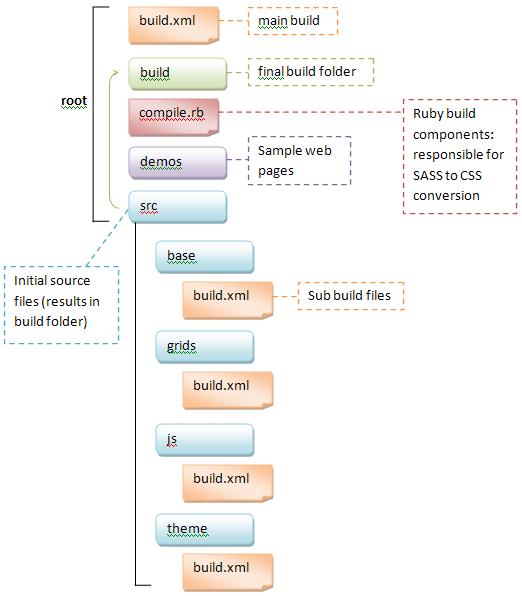 build.xml
main build
build
final build folder
root
compile.rb
Ruby build
components:
responsible for
SASS to CSS
conversion
demos
Sample web
pages
src
Initial source
files (results in
build folder)
base
build.xml
Sub build files
grids
build.xml
js
build.xml
theme
build.xml